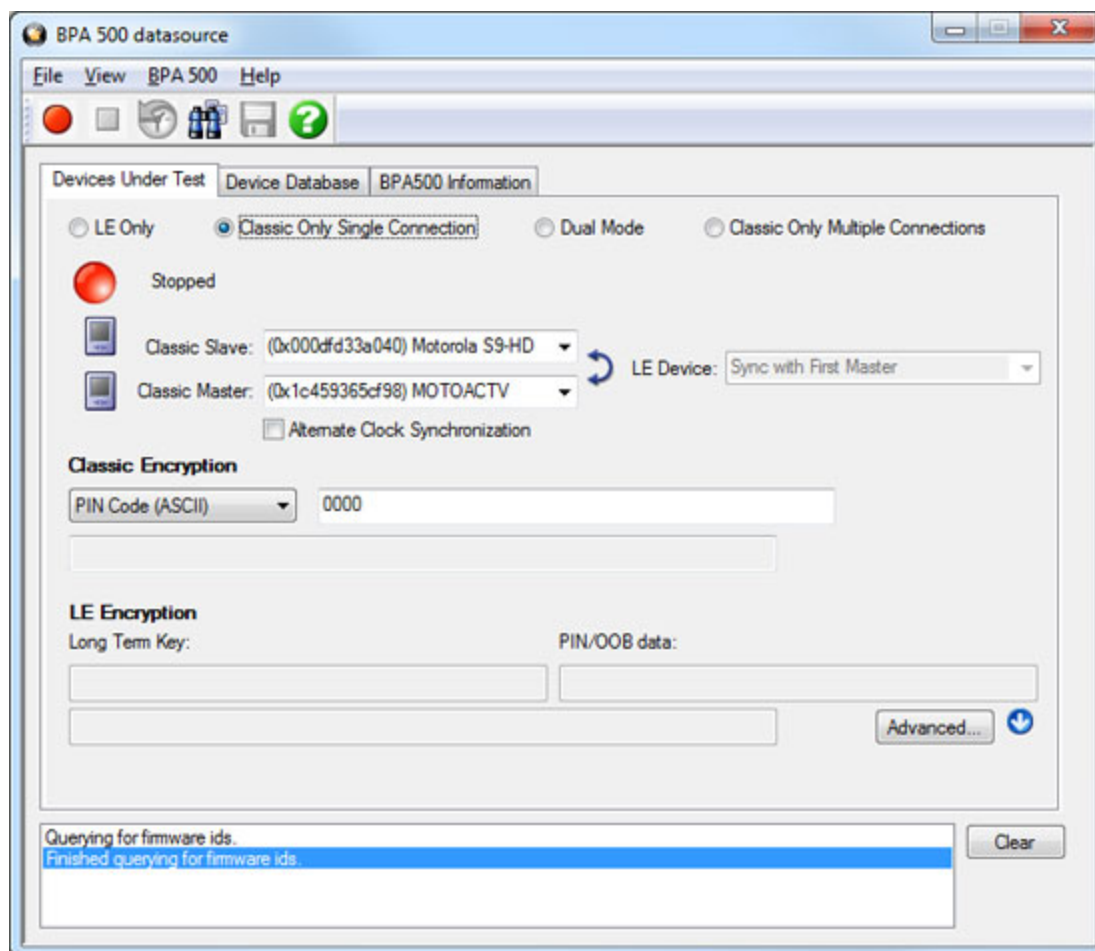 BPA 500 datasource
File View BPA 500 Help
Devices Under Test Device Database BPA500 Information
LE Only Classic Only Single Connection Dual Mode Classic Only Multiple Connections
Stopped
Classic Slave: (0x000dfd33a040) Motorola S9-HD
LE Device: Sync with First Master
Classic Master: (0x1c459365cf98) MOTOACTV
Alternate Clock Synchronization
Classic Encryption
PIN Code (ASCII) 0000
LE Encryption
Long Term Key: PIN/OOB data:
Advanced...
Querying for firmware ids.
Finished querying for firmware ids.
Clear